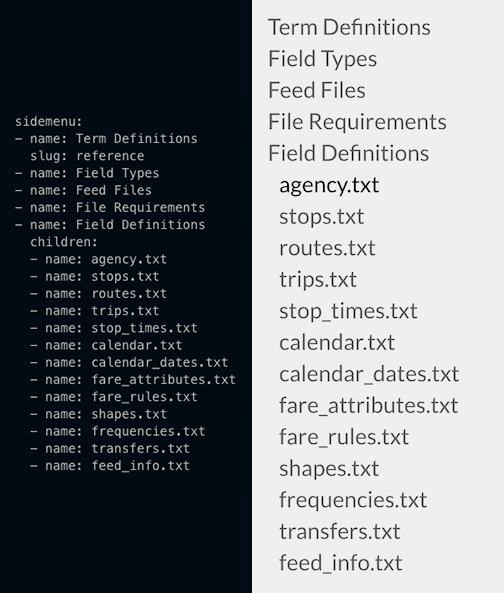 sidemenu:
- name: Term Definitions
  slug: reference
- name: Field Types
- name: Feed Files
- name: File Requirements
- name: Field Definitions
  children:
  - name: agency.txt
  - name: stops.txt
  - name: routes.txt
  - name: trips.txt
  - name: stop_times.txt
  - name: calendar.txt
  - name: calendar_dates.txt
  - name: fare_attributes.txt
  - name: fare_rules.txt
  - name: shapes.txt
  - name: frequencies.txt
  - name: transfers.txt
  - name: feed_info.txt
Term Definitions
Field Types
Feed Files
File Requirements
Field Definitions
agency.txt
stops.txt
routes.txt
trips.txt
stop_times.txt
calendar.txt
calendar_dates.txt
fare_attributes.txt
fare_rules.txt
shapes.txt
frequencies.txt
transfers.txt
feed_info.txt